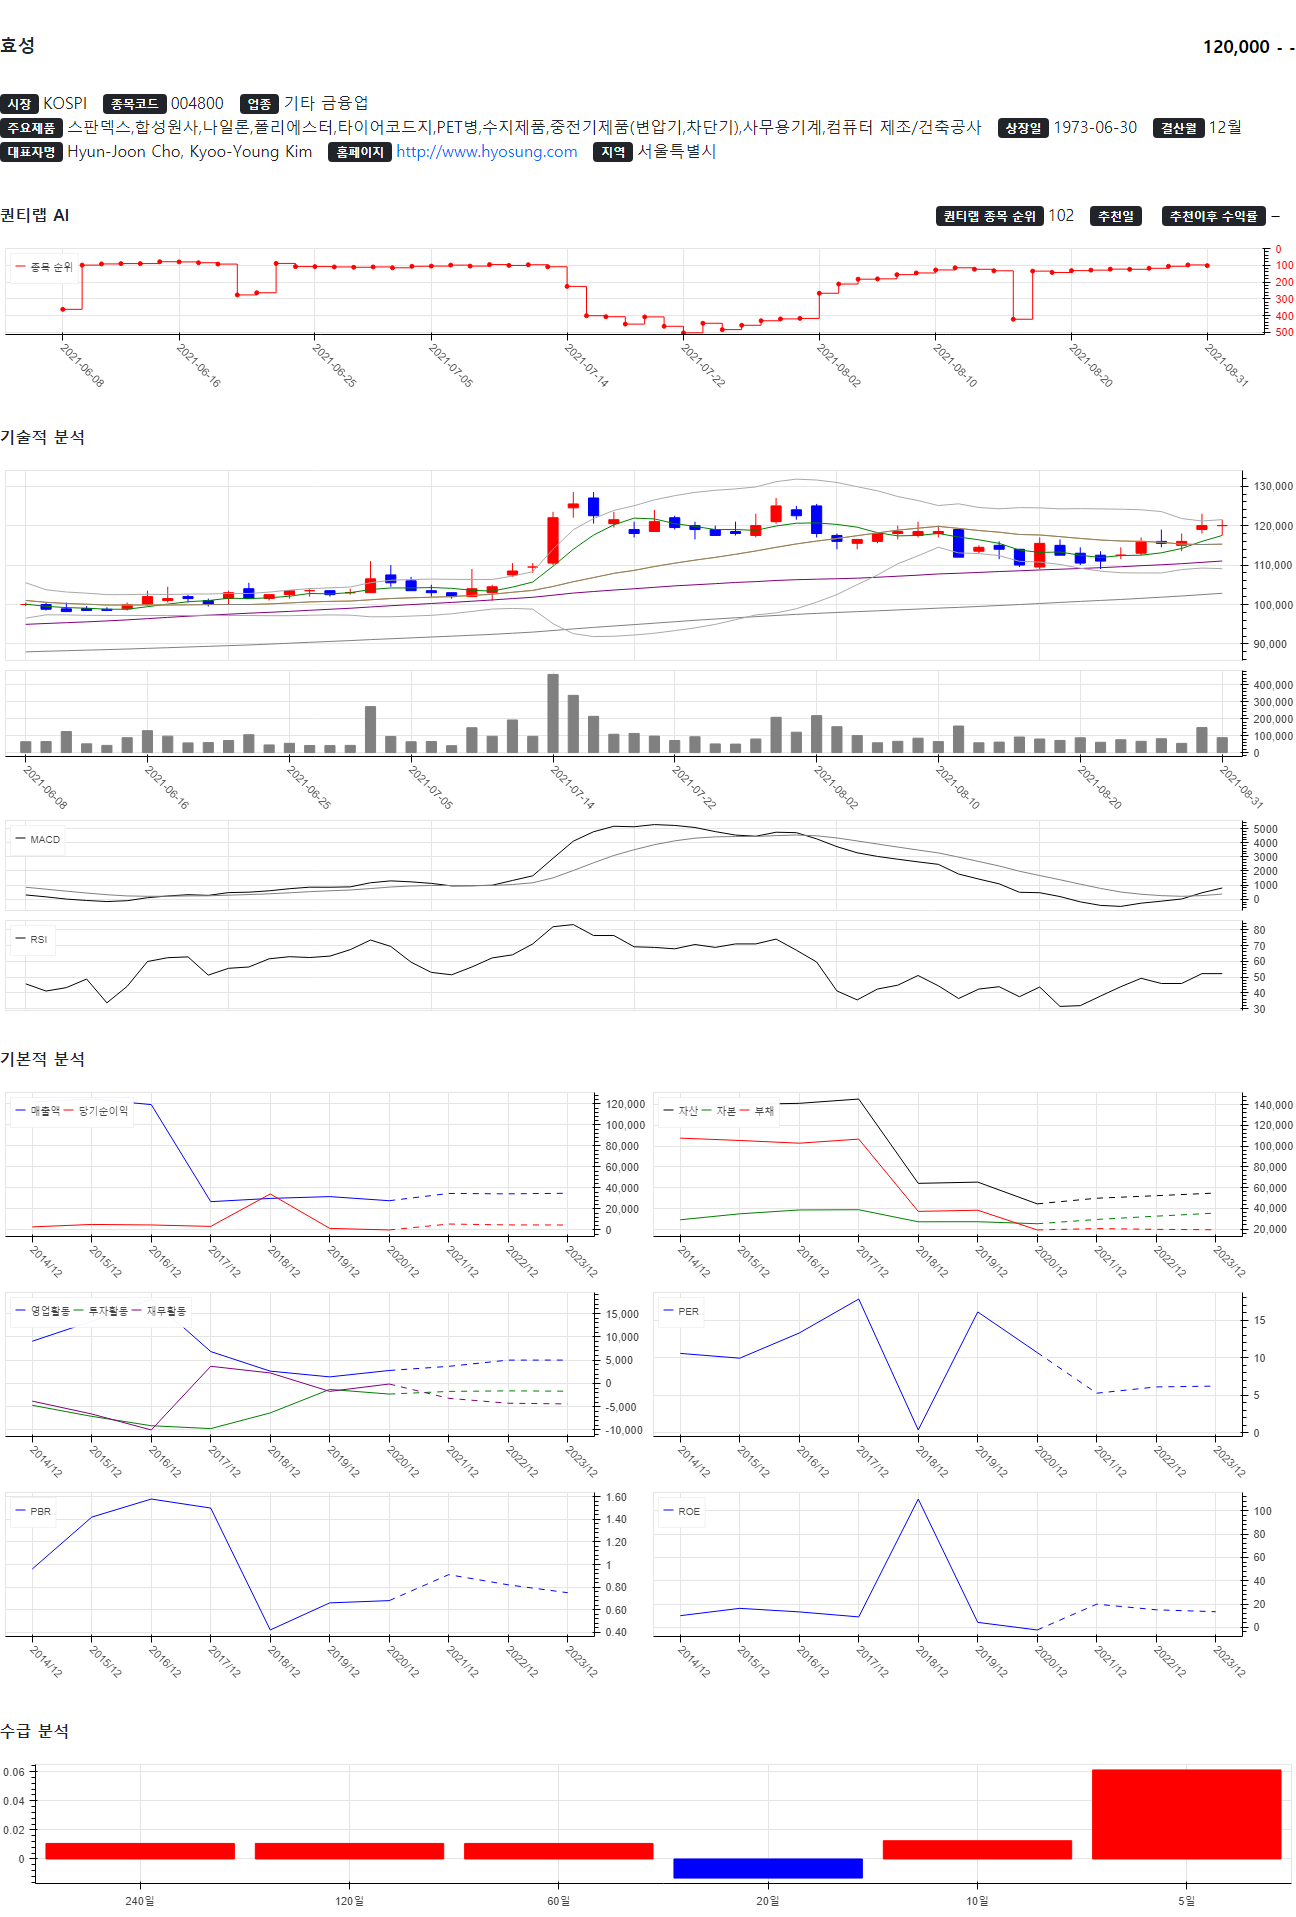 효성
120,000 - -
시장 KOSPI 종목코드 004800 업종 기타 금융업
주요제품 스판덱스,합성원사,나일론,폴리에스터,타이어코드지,PET병,수지제품,중전기제품(변압기,차단기),사무용기계,컴퓨터 제조/건축공사 상장일 1973-06-30 결산월 12월
대표자명 Hyun-Joon Cho, Kyoo-Young Kim 홈페이지 http://www.hyosung.com 지역 서울특별시
퀀티랩 AI
퀀티랩 종목 순위 102 추천일 추천이후 수익률 –
종목 순위
0
100
200
300
400
500
2021-06-08 2021-06-16 2021-06-25 2021-07-05 2021-07-14 2021-07-22 2021-08-02 2021-08-10 2021-08-20 2021-08-31
기술적 분석
130,000
120,000
110,000
100,000
90,000
400,000
300,000
200,000
100,000
0
2021-06-08 2021-06-16 2021-06-25 2021-07-05 2021-07-14 2021-07-22 2021-08-02 2021-08-10 2021-08-20 2021-08-31
MACD
5000
4000
3000
2000
1000
0
RSI
80
70
60
50
40
30
기본적 분석
매출액 당기순이익
120,000
100,000
80,000
60,000
40,000
20,000
0
2014/12 2015/12 2016/12 2017/12 2018/12 2019/12 2020/12 2021/12 2022/12 2023/12
자산 자본 부채
140,000
120,000
100,000
80,000
60,000
40,000
20,000
2014/12 2015/12 2016/12 2017/12 2018/12 2019/12 2020/12 2021/12 2022/12 2023/12
영업활동 투자활동 재무활동
15,000
10,000
5,000
0
-5,000
-10,000
2014/12 2015/12 2016/12 2017/12 2018/12 2019/12 2020/12 2021/12 2022/12 2023/12
PER
15
10
5
0
2014/12 2015/12 2016/12 2017/12 2018/12 2019/12 2020/12 2021/12 2022/12 2023/12
PBR
1.60
1.40
1.20
1
0.80
0.60
0.40
2014/12 2015/12 2016/12 2017/12 2018/12 2019/12 2020/12 2021/12 2022/12 2023/12
ROE
100
80
60
40
20
0
2014/12 2015/12 2016/12 2017/12 2018/12 2019/12 2020/12 2021/12 2022/12 2023/12
수급 분석
0.06
0.04
0.02
0
240일 120일 60일 20일 10일 5일